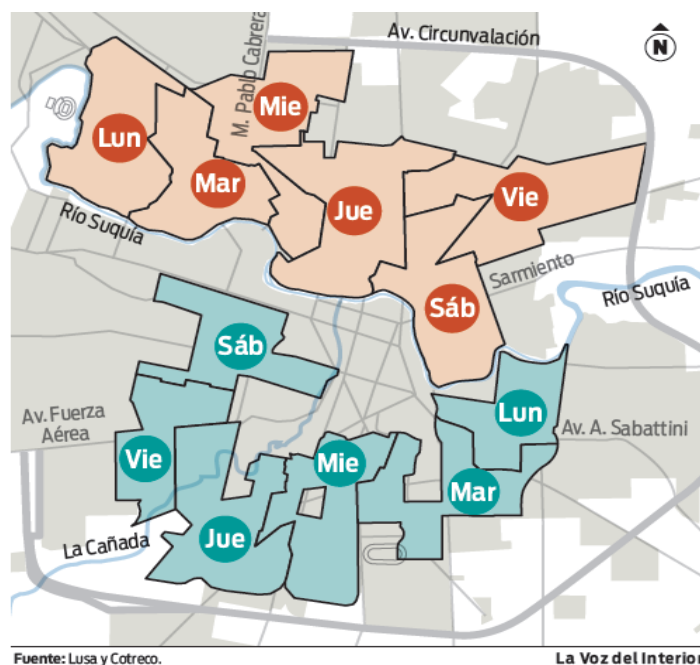 Av. Circunvalación
N
M. Pablo Cabrera
Mie
Lun
Mar
Jue
Vie
Río Suquía
Sarmiento
Río Suquía
Sáb
Sáb
Lun
Av. Fuerza
Aérea
Av. A. Sabattini
Vie
Mie
Mar
Jue
La Cañada
Fuente: Lusa y Cotreco.
La Voz del Interior